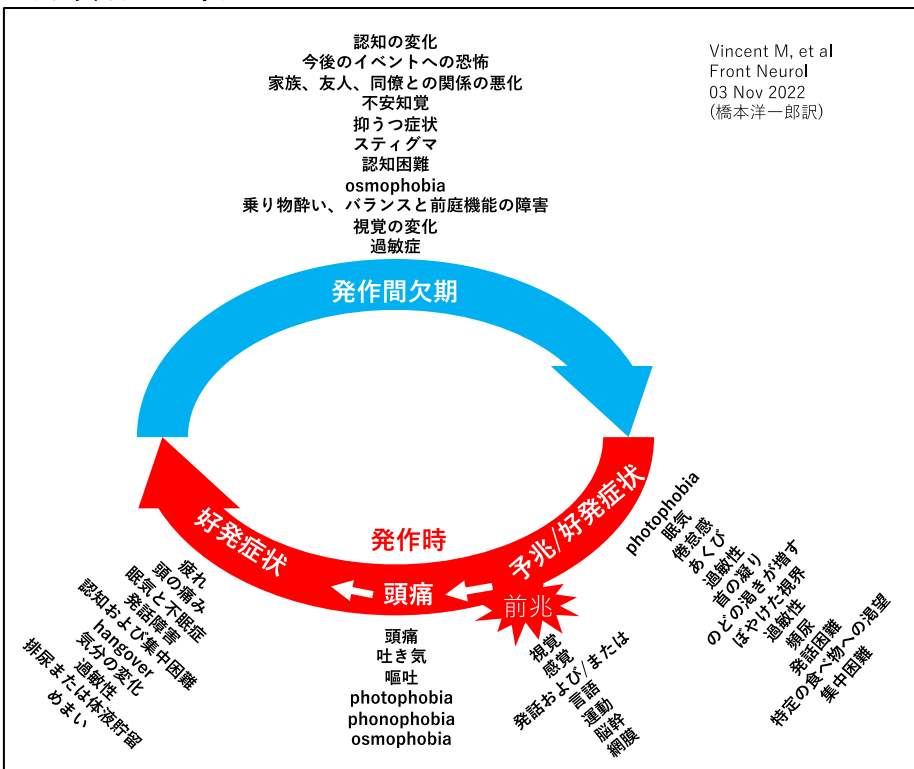 認知の変化
今後のイベントへの恐怖
家族、友人、同僚との関係の悪化
不安知覚
抑うつ症状
スティグマ
認知困難
osmophobia
乗り物酔い、バランスと前庭機能の障害
視覚の変化
過敏症
Vincent M, et al
Front Neurol
03 Nov 2022
(橋本洋一郎訳)
発作間欠期
予兆/好発症状
photophobia
眠気
倦怠感
あくび
過敏性
首の凝り
のどの渇きが増す
ぼやけた視界
過敏性
頻尿
発話困難
特定の食べ物への渇望
集中困難
前兆
視覚
感覚
発話および/または
言語
運動
脳幹
網膜
発作時
頭痛
頭痛
吐き気
嘔吐
photophobia
phonophobia
osmophobia
好発症状
疲れ
頭の痛み
眠気と不眠症
発話障害
認知および集中困難
hangover
気分の変化
過敏性
排尿または体液貯留
めまい